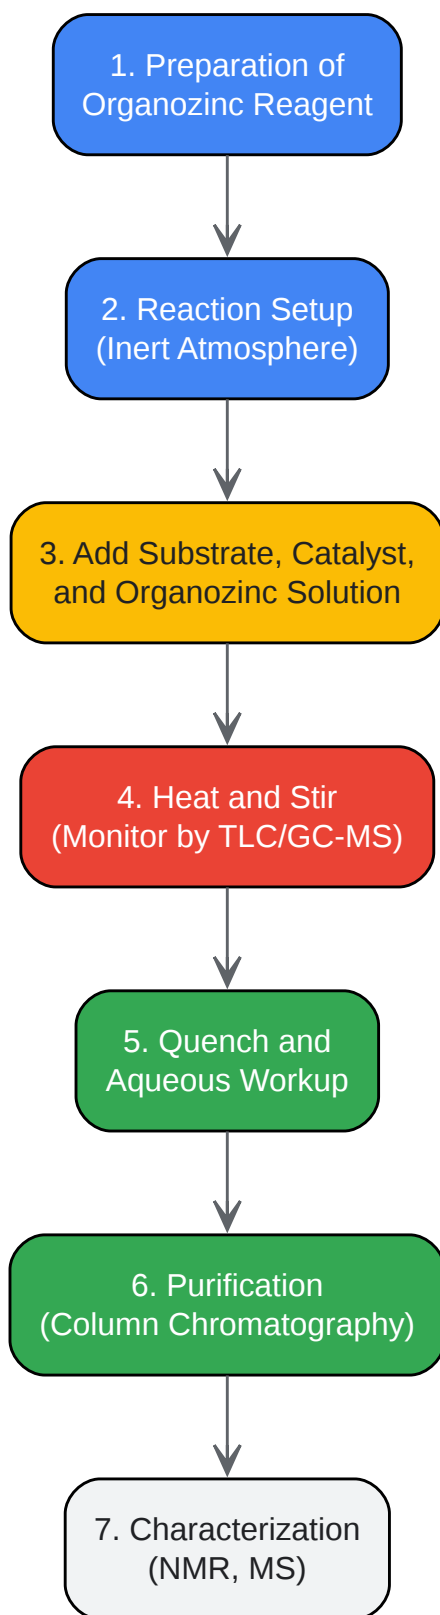 1. Preparation of
Organozinc Reagent
2. Reaction Setup
(Inert Atmosphere)
3. Add Substrate, Catalyst,
and Organozinc Solution
4. Heat and Stir
(Monitor by TLC/GC-MS)
5. Quench and
Aqueous Workup
6. Purification
(Column Chromatography)
7. Characterization
(NMR, MS)